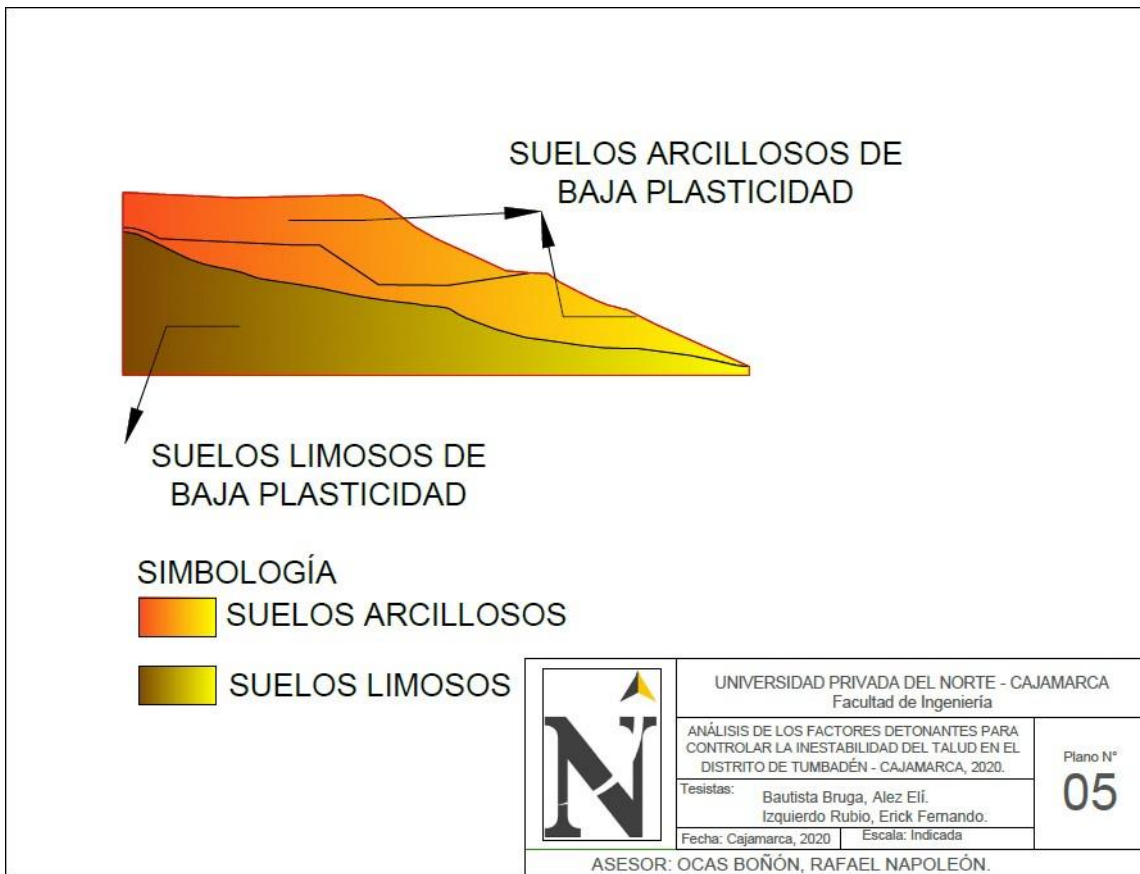 SUELOS ARCILLOSOS DE
BAJA PLASTICIDAD
SUELOS LIMOSOS DE
BAJA PLASTICIDAD
SIMBOLOGÍA
SUELOS ARCILLOSOS
SUELOS LIMOSOS
N
UNIVERSIDAD PRIVADA DEL NORTE - CAJAMARCA
Facultad de Ingeniería
ANÁLISIS DE LOS FACTORES DETONANTES PARA
CONTROLAR LA INESTABILIDAD DEL TALUD EN EL
DISTRITO DE TUMBADÉN - CAJAMARCA, 2020.
Tesistas:
Bautista Bruga, Alez Elí.
Izquierdo Rubio, Erick Fernando.
Fecha: Cajamarca, 2020
Escala: Indicada
Plano N°
05
ASESOR: OCAS BOÑÓN, RAFAEL NAPOLEÓN.